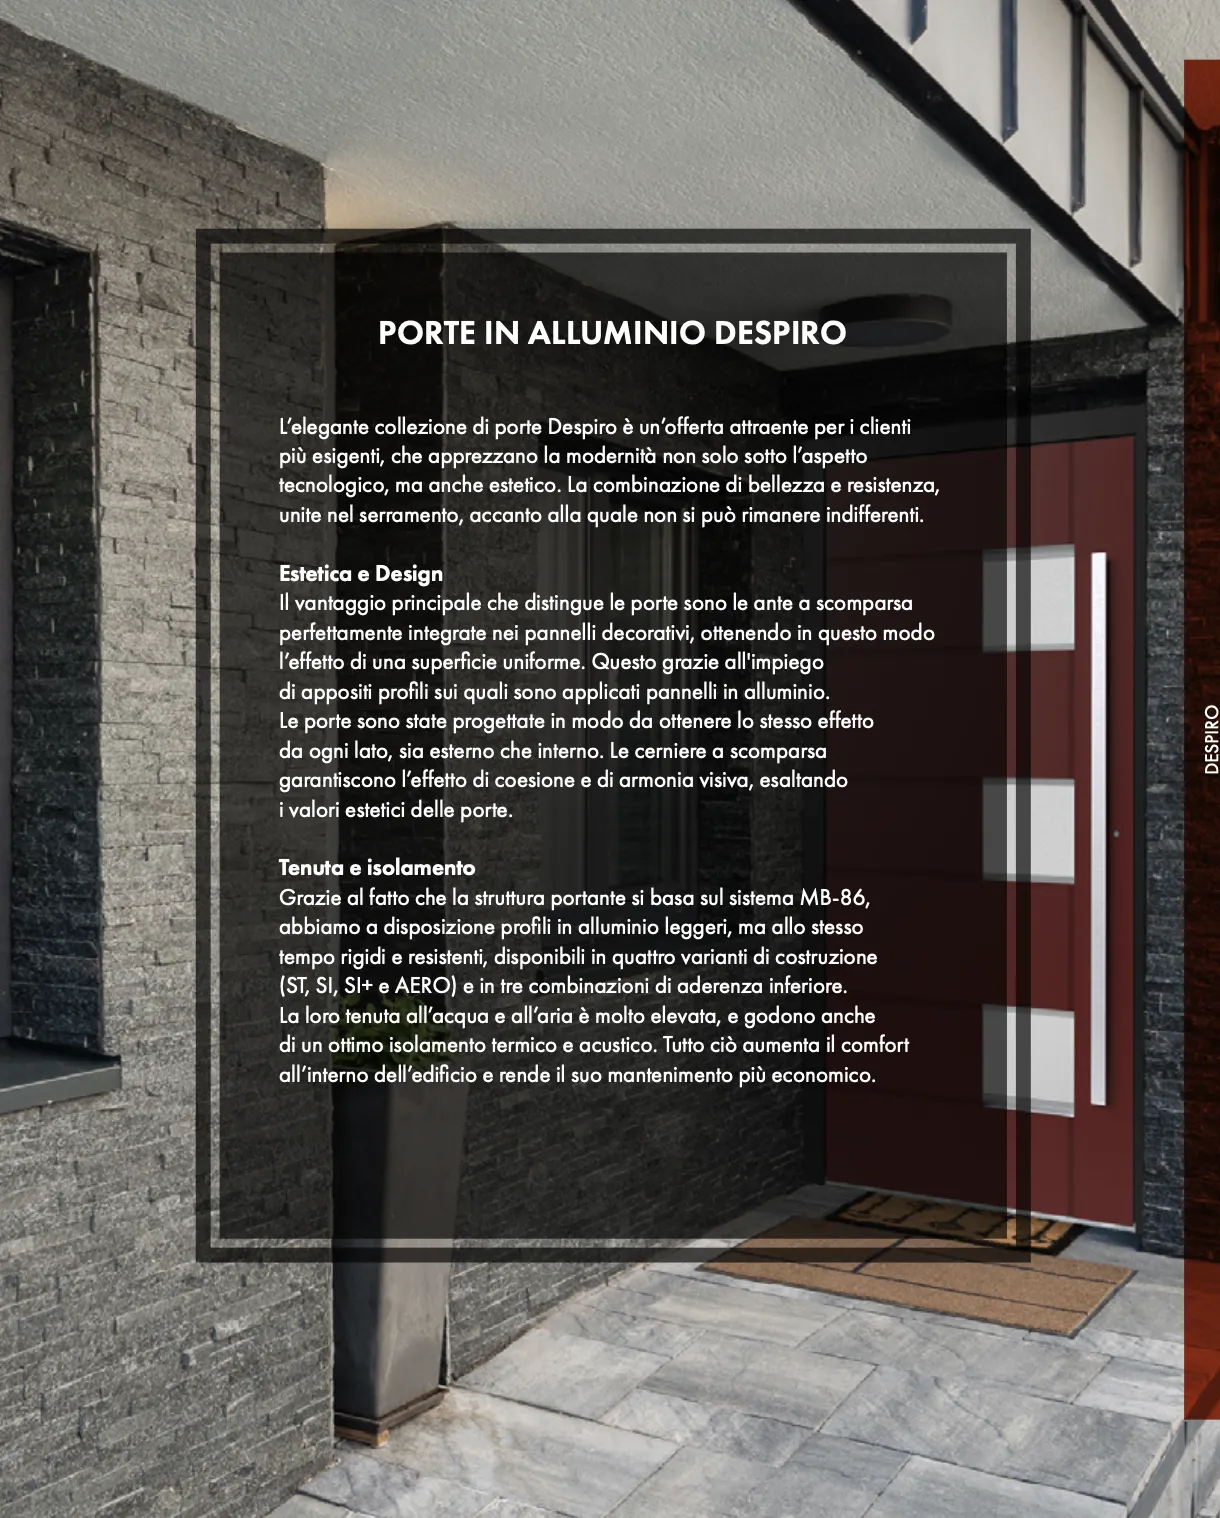 PORTE IN ALLUMINIO DESPIRO
L’elegante collezione di porte Despiro è un’offerta attraente per i clienti
più esigenti, che apprezzano la modernità non solo sotto l’aspetto
tecnologico, ma anche estetico. La combinazione di bellezza e resistenza,
unite nel serramento, accanto alla quale non si può rimanere indifferenti.
Estetica e Design
Il vantaggio principale che distingue le porte sono le ante a scomparsa
perfettamente integrate nei pannelli decorativi, ottenendo in questo modo
l’effetto di una superficie uniforme. Questo grazie all'impiego
di appositi profili sui quali sono applicati pannelli in alluminio.
Le porte sono state progettate in modo da ottenere lo stesso effetto
da ogni lato, sia esterno che interno. Le cerniere a scomparsa
garantiscono l’effetto di coesione e di armonia visiva, esaltando
i valori estetici delle porte.
Tenuta e isolamento
Grazie al fatto che la struttura portante si basa sul sistema MB-86,
abbiamo a disposizione profili in alluminio leggeri, ma allo stesso
tempo rigidi e resistenti, disponibili in quattro varianti di costruzione
(ST, SI, SI+ e AERO) e in tre combinazioni di aderenza inferiore.
La loro tenuta all’acqua e all’aria è molto elevata, e godono anche
di un ottimo isolamento termico e acustico. Tutto ciò aumenta il comfort
all’interno dell’edificio e rende il suo mantenimento più economico.
DESPIRO